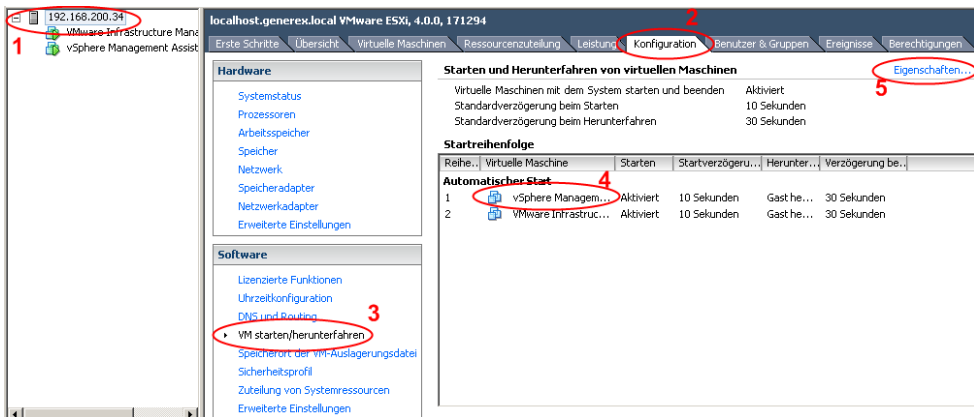 192.168.200.34
1
VMware Infrastructure Mana
vSphere Management Assist
localhost.generex.local VMware ESXi, 4.0.0, 171294
2
Erste Schritte Übersicht Virtuelle Maschinen Ressourcenzuteilung Leistung Konfiguration Benutzer & Gruppen Ereignisse Berechtigungen
Hardware
Systemstatus
Prozessoren
Arbeitsspeicher
Speicher
Netzwerk
Speicheradapter
Netzwerkadapter
Erweiterte Einstellungen
Software
Lizenzierte Funktionen
Uhrzeitkonfiguration
DNS und Routing
3
VM starten/herunterfahren
Speicherort der VM-Auslagerungsdatei
Sicherheitsprofil
Zuteilung von Systemressourcen
Erweiterte Einstellungen
Starten und Herunterfahren von virtuellen Maschinen
Eigenschaften...
5
Virtuelle Maschinen mit dem System starten und beenden Aktiviert
Standardverzögerung beim Starten 10 Sekunden
Standardverzögerung beim Herunterfahren 30 Sekunden
Startreihenfolge
Reihe... Virtuelle Maschine Starten Startverzögeru... Herunter... Verzögerung be...
Automatischer Start
4
1 vSphere Managem... Aktiviert 10 Sekunden Gast he... 30 Sekunden
2 VMware Infrastruc... Aktiviert 10 Sekunden Gast he... 30 Sekunden